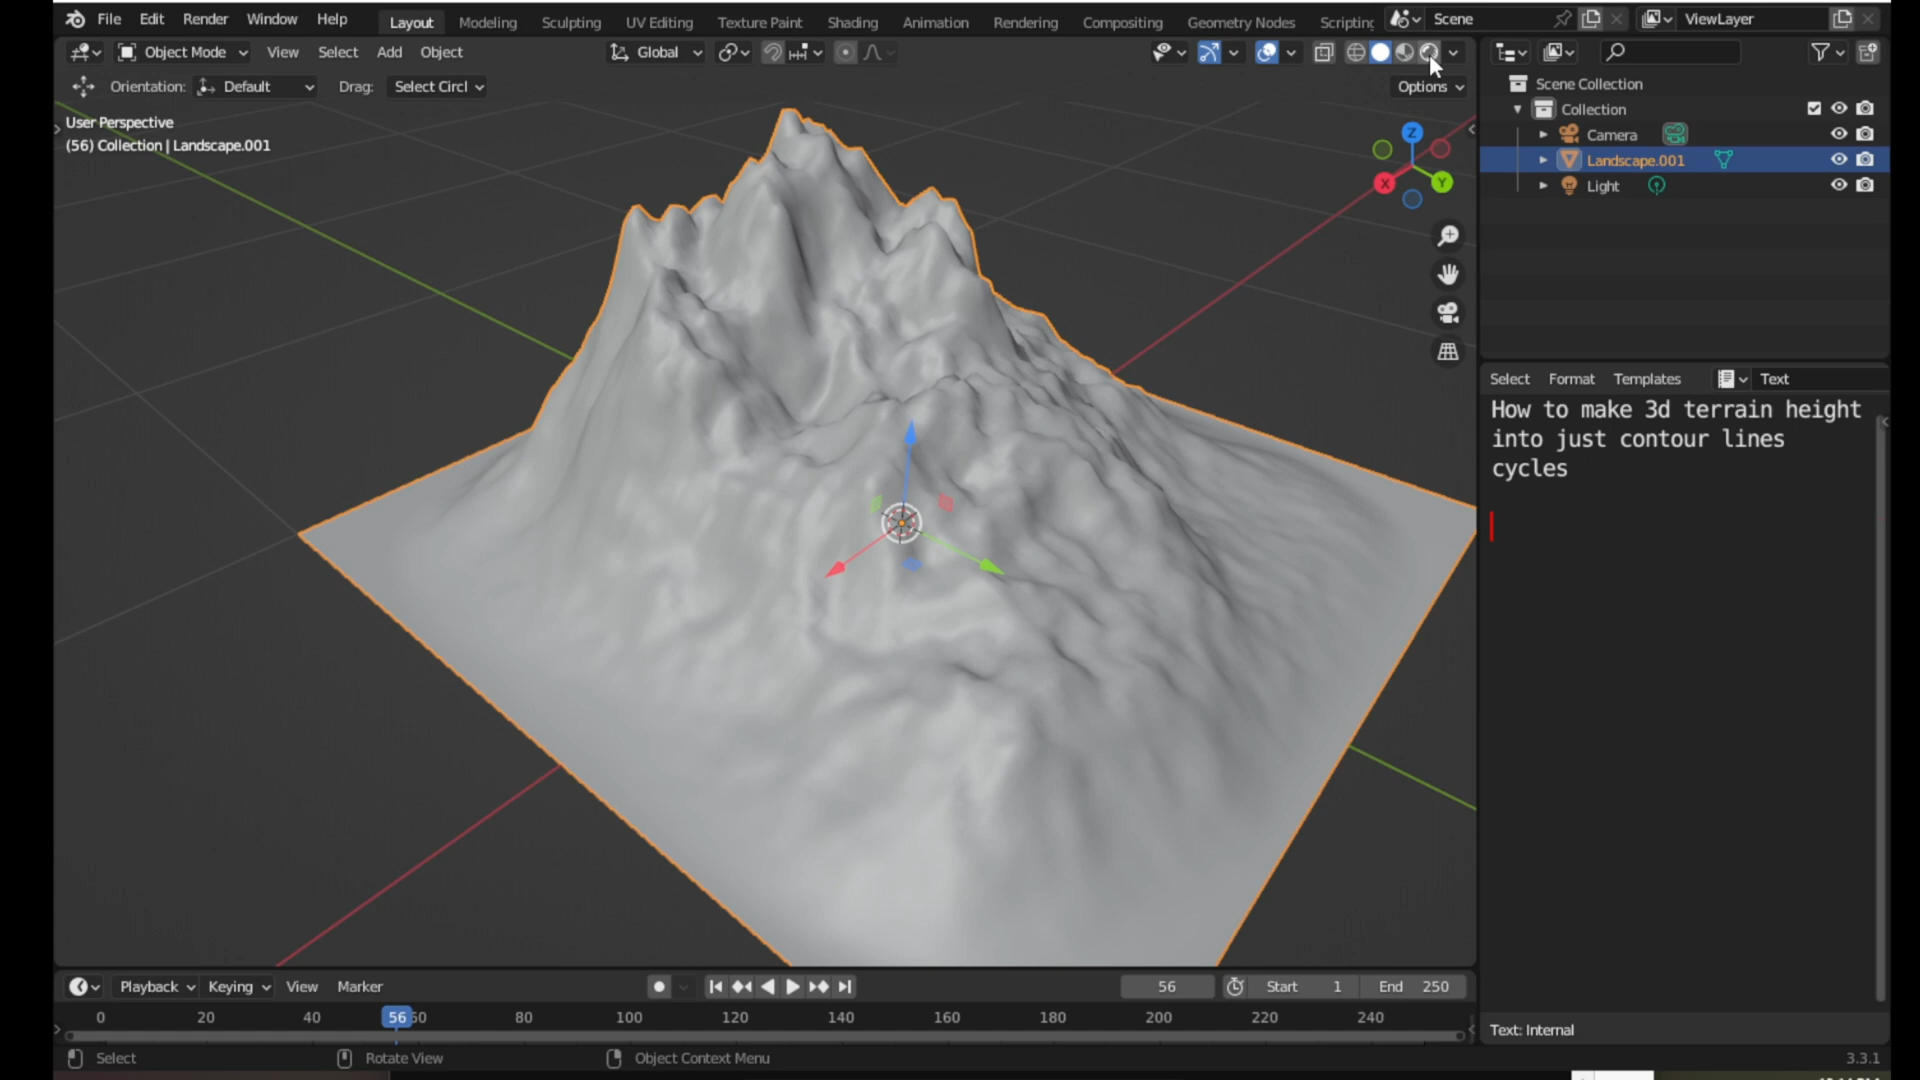 File Edit Render Window Help Layout Modeling Sculpting UV Editing Texture Paint Shading Animation Rendering Compositing Geometry Nodes Scripting Scene ViewLayer
Object Mode View Select Add Object Global
Orientation: Default Drag: Select Circl Options
User Perspective
(56) Collection | Landscape.001
Z
X
Y
Scene Collection
Collection
Camera
Landscape.001
Light
Select Format Templates Text
How to make 3d terrain height
into just contour lines
cycles
Text: Internal
Playback Keying View Marker 56 Start 1 End 250
0 20 40 56 60 80 100 120 140 160 180 200 220 240
Select Rotate View Object Context Menu 3.3.1